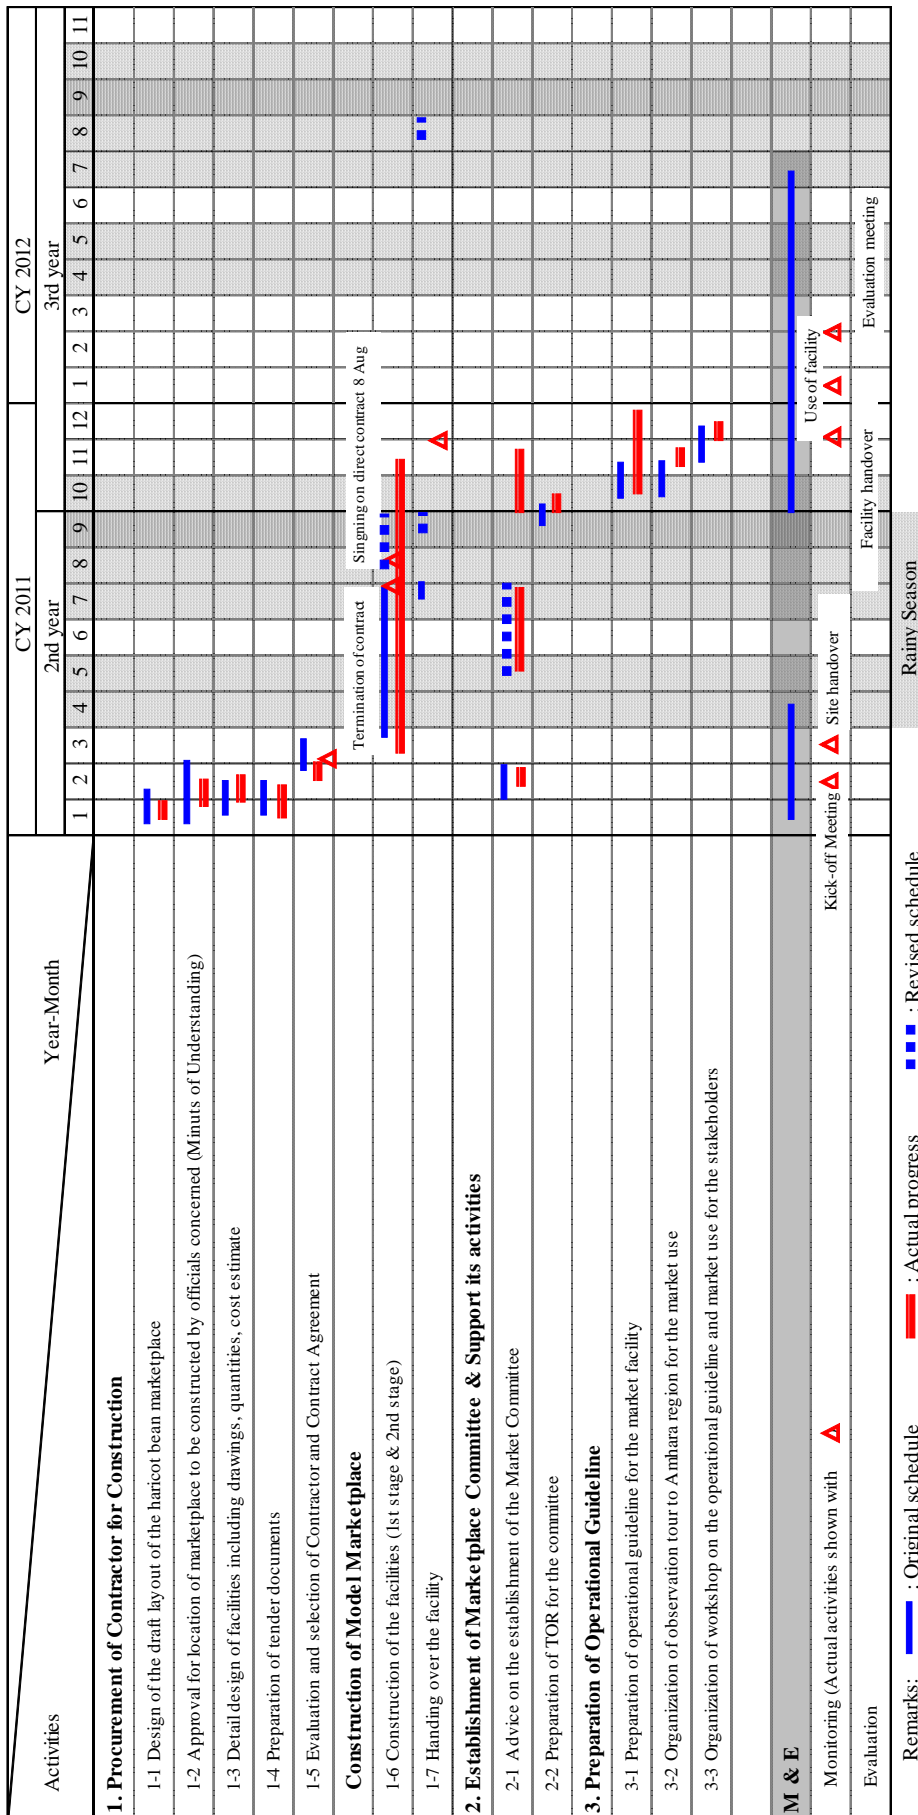 Activities
Year-Month
CY 2011
CY 2012
2nd year
3rd year
1 2 3 4 5 6 7 8 9 10 11 12 1 2 3 4 5 6 7 8 9 10 11
1. Procurement of Contractor for Construction
1-1 Design of the draft layout of the haricot bean marketplace
1-2 Approval for location of marketplace to be constructed by officials concerned (Minuts of Understanding)
1-3 Detail design of facilities including drawings, quantities, cost estimate
1-4 Preparation of tender documents
1-5 Evaluation and selection of Contractor and Contract Agreement
Construction of Model Marketplace
Termination of contract
Singning on direct contract 8 Aug
1-6 Construction of the facilities (1st stage & 2nd stage)
1-7 Handing over the facility
2. Establishment of Marketplace Committee & Support its activities
2-1 Advice on the establishment of the Market Committee
2-2 Preparation of TOR for the committee
3. Preparation of Operational Guideline
3-1 Preparation of operational guideline for the market facility
3-2 Organization of observation tour to Amhara region for the market use
3-3 Organization of workshop on the operational guideline and market use for the stakeholders
M & E
Use of facility
Monitoring (Actual activities shown with
Kick-off Meeting
Site handover
Evaluation
Facility handover
Evaluation meeting
Remarks:
: Original schedule
: Actual progress
: Revised schedule
Rainy Season